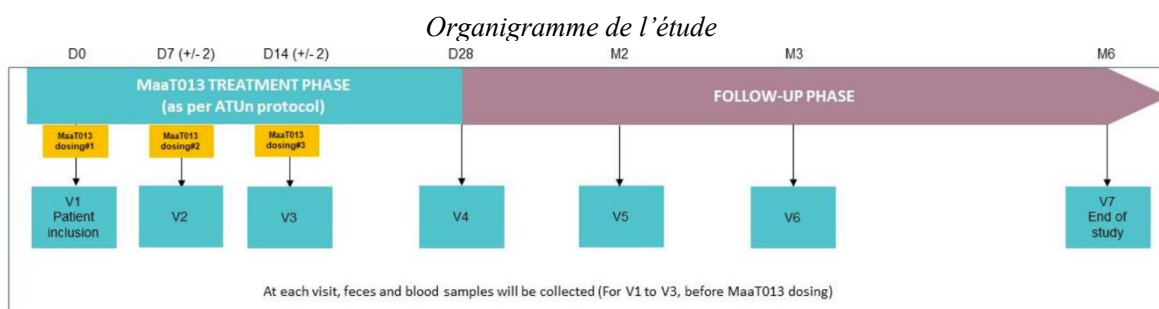 Organigramme de l'étude
D0 D7 (+/- 2) D14 (+/- 2) D28 M2 M3 M6
MaaT013 TREATMENT PHASE
(as per ATUn protocol)
FOLLOW-UP PHASE
MaaT013
dosing#1
MaaT013
dosing#2
MaaT013
dosing#3
V1
Patient
inclusion
V2
V3
V4
V5
V6
V7
End of
study
At each visit, feces and blood samples will be collected (For V1 to V3, before MaaT013 dosing)